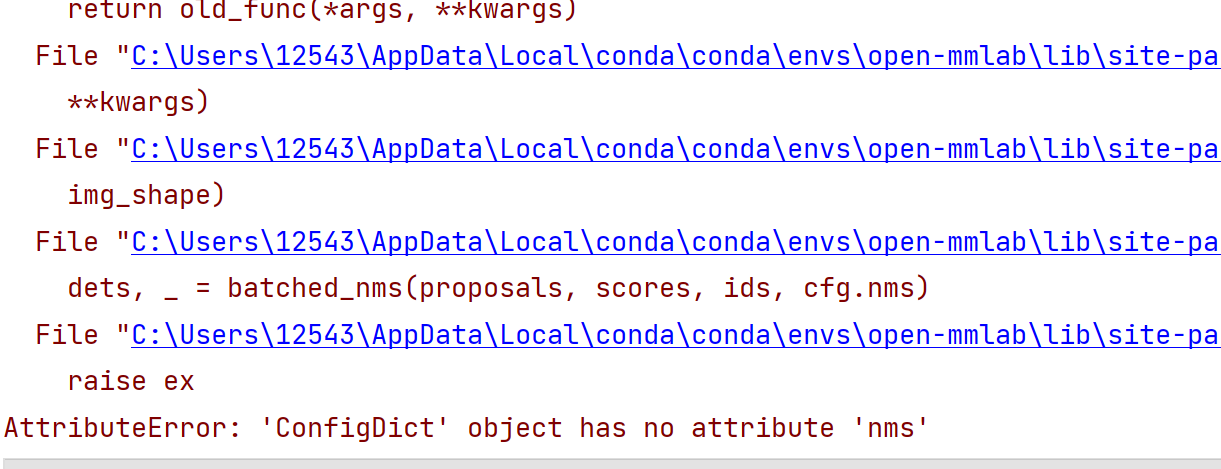 return old_func(*args, **kwargs)
File "C:\Users\12543\AppData\Local\conda\conda\envs\open-mmlab\lib\site-pa
**kwargs)
File "C:\Users\12543\AppData\Local\conda\conda\envs\open-mmlab\lib\site-pa
img_shape)
File "C:\Users\12543\AppData\Local\conda\conda\envs\open-mmlab\lib\site-pa
dets, _ = batched_nms(proposals, scores, ids, cfg.nms)
File "C:\Users\12543\AppData\Local\conda\conda\envs\open-mmlab\lib\site-pa
raise ex
AttributeError: 'ConfigDict' object has no attribute 'nms'